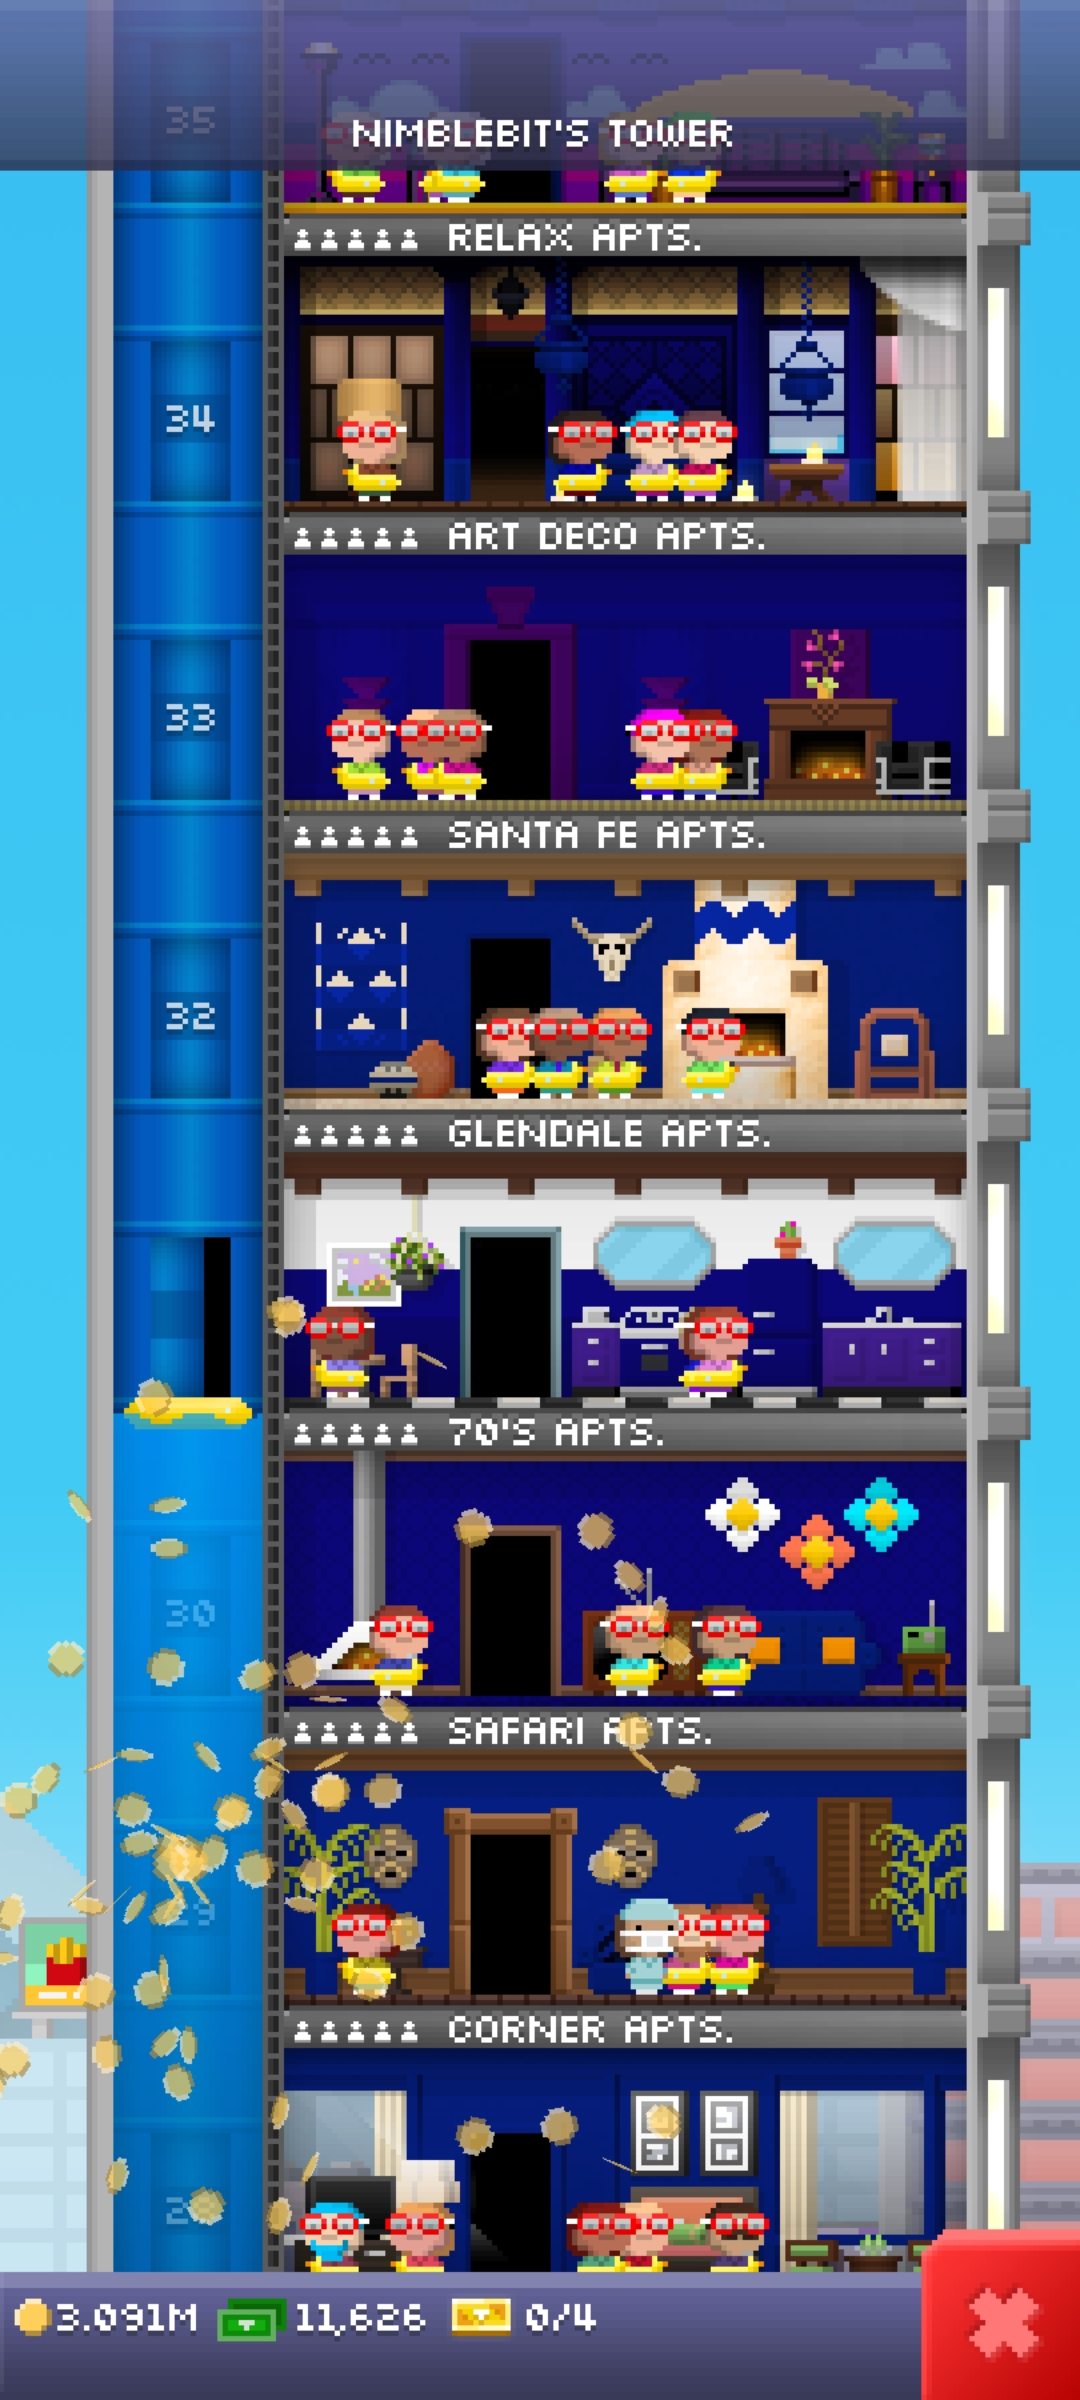 35
NIMBLEBIT'S TOWER
RELAX APTS.
34
ART DECO APTS.
33
SANTA FE APTS.
32
GLENDALE APTS.
70'S APTS.
30
SAFARI APTS.
29
CORNER APTS.
3.091M 11,626 0/4